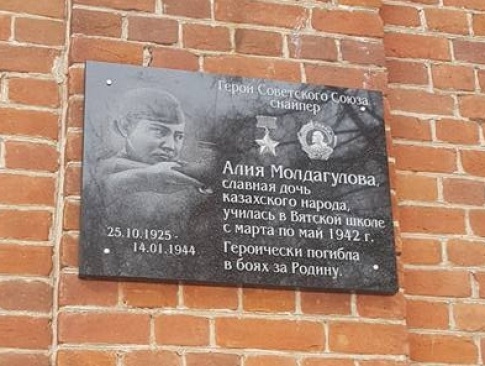 Герой Советского Союза
снайпер
Алия Молдагулова,
славная дочь
казахского народа,
училась в Вятской школе
с марта по май 1942 г.
Героически погибла
в боях за Родину.
25.10.1925 -
14.01.1944